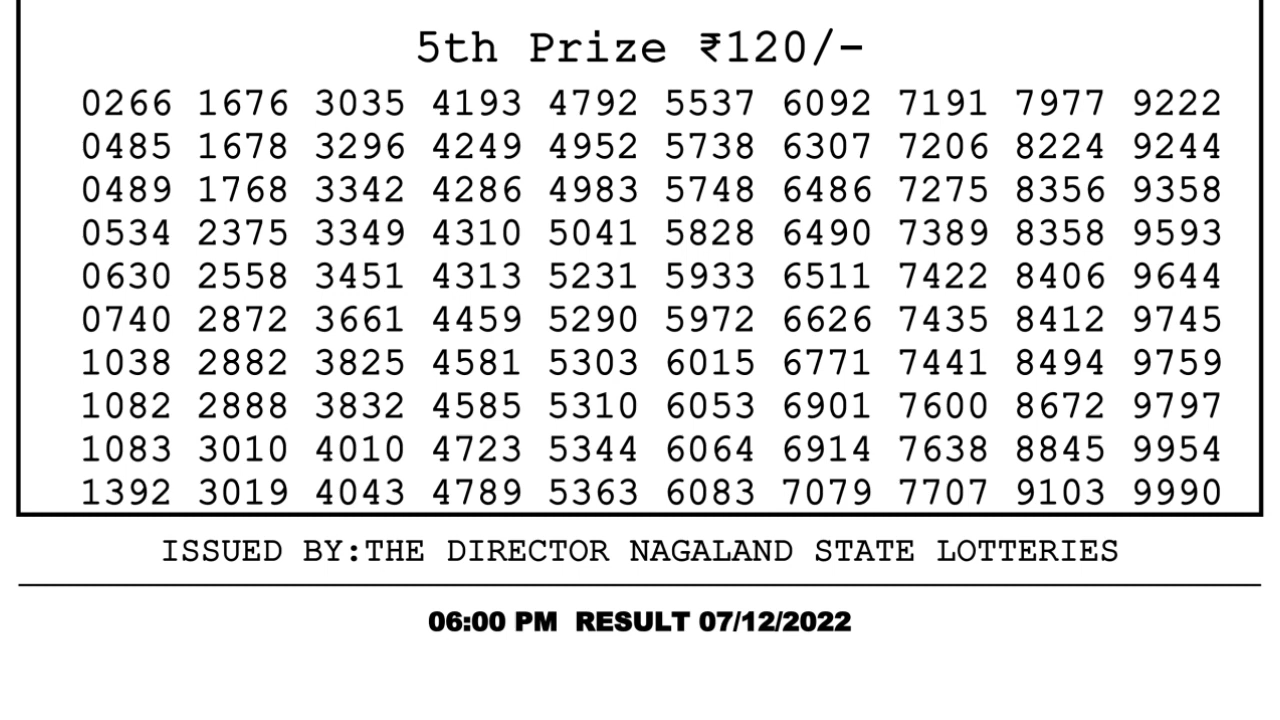 5th Prize ₹120/-
0266 1676 3035 4193 4792 5537 6092 7191 7977 9222
0485 1678 3296 4249 4952 5738 6307 7206 8224 9244
0489 1768 3342 4286 4983 5748 6486 7275 8356 9358
0534 2375 3349 4310 5041 5828 6490 7389 8358 9593
0630 2558 3451 4313 5231 5933 6511 7422 8406 9644
0740 2872 3661 4459 5290 5972 6626 7435 8412 9745
1038 2882 3825 4581 5303 6015 6771 7441 8494 9759
1082 2888 3832 4585 5310 6053 6901 7600 8672 9797
1083 3010 4010 4723 5344 6064 6914 7638 8845 9954
1392 3019 4043 4789 5363 6083 7079 7707 9103 9990
ISSUED BY:THE DIRECTOR NAGALAND STATE LOTTERIES
06:00 PM RESULT 07/12/2022